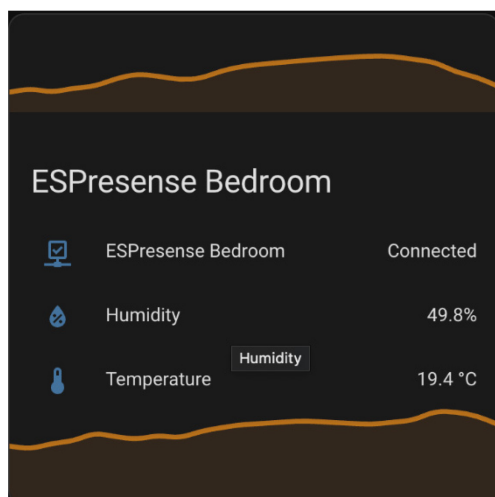 ESPresense Bedroom
ESPresense Bedroom Connected
Humidity 49.8%
Humidity
Temperature 19.4 °C